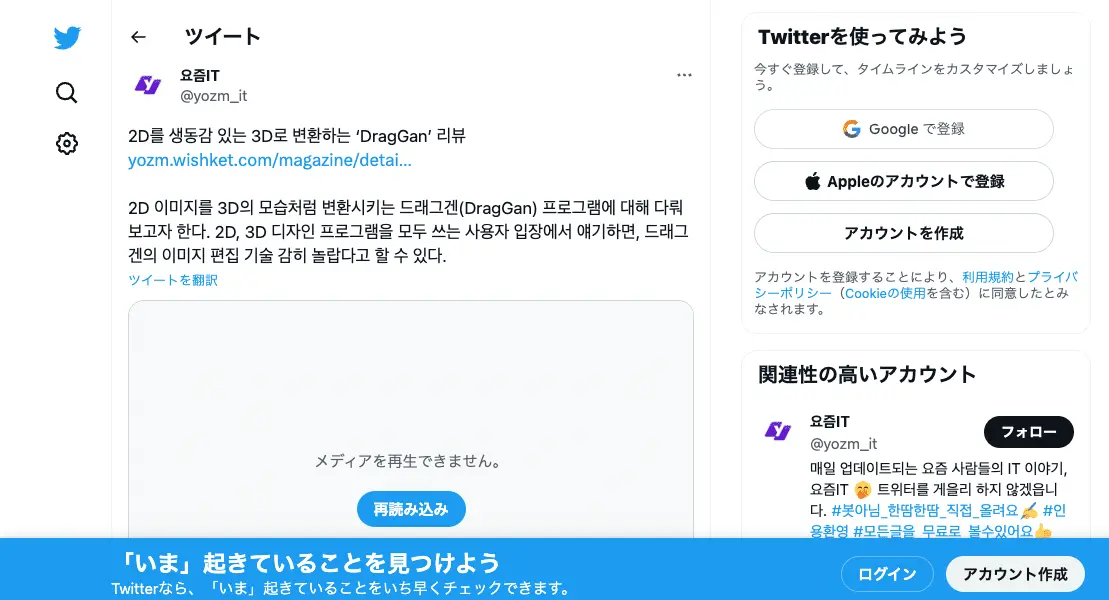 ツイート
요즘IT
@yozm_it
2D를 생동감 있는 3D로 변환하는 ‘DragGan’ 리뷰
yozm.wishket.com/magazine/detai...
2D 이미지를 3D의 모습처럼 변환시키는 드래그겐(DragGan) 프로그램에 대해 다뤄
보고자 한다. 2D, 3D 디자인 프로그램을 모두 쓰는 사용자 입장에서 얘기하면, 드래그
겐의 이미지 편집 기술 감히 놀랍다고 할 수 있다.
ツイートを翻訳
メディアを再生できません。
再読み込み
Twitterを使ってみよう
今すぐ登録して、タイムラインをカスタマイズしましょ
う。
Google で登録
Appleのアカウントで登録
アカウントを作成
アカウントを登録することにより、利用規約とプライバ
シーポリシー（Cookieの使用を含む）に同意したとみ
なされます。
関連性の高いアカウント
요즘IT
@yozm_it
フォロー
매일 업데이트되는 요즘 사람들의 IT 이야기,
요즘IT 🤭 트위터를 게을리 하지 않겠읍니
다. #봇아님_한땀한땀_직접_올려요✍ #인
용환영 #모든글을_무료로_볼수있어요👍
「いま」起きていることを見つけよう
Twitterなら、「いま」起きていることをいち早くチェックできます。
ログイン
アカウント作成